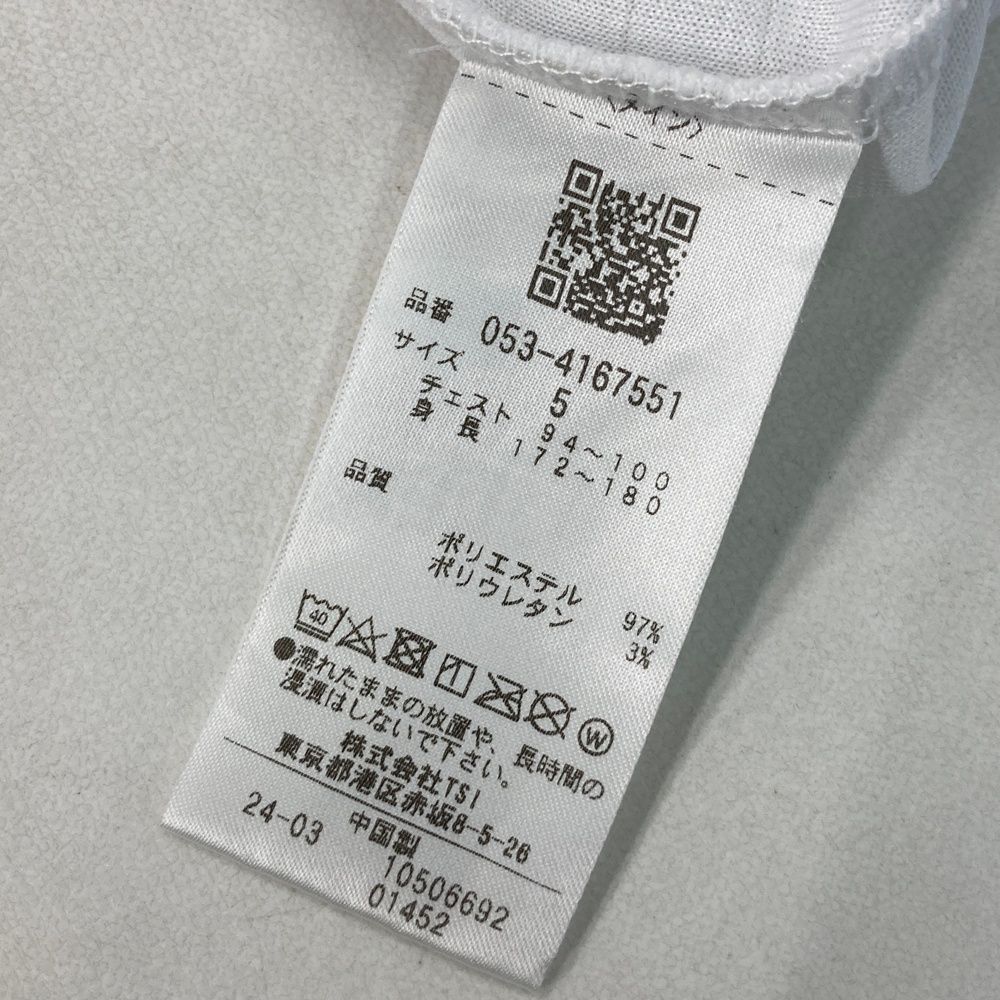 〈メイン〉
品番 053-4167551
サイズ 5
チェスト 94～100
身長 172～180
品質
ポリエステル 97%
ポリウレタン 3%
40 W
●濡れたままの放置や、長時間の
浸漬はしないで下さい。
株式会社TSI
東京都港区赤坂8-5-26
24-03 中国製
10506692
01452